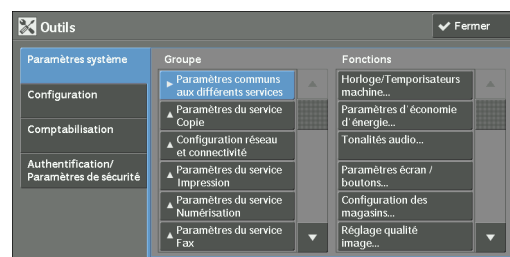 Outils
Fermer
Paramètres système
Configuration
Comptabilisation
Authentification/
Paramètres de sécurité
Groupe
Paramètres communs
aux différents services
Paramètres du service
Copie
Configuration réseau
et connectivité
Paramètres du service
Impression
Paramètres du service
Numérisation
Paramètres du service
Fax
Fonctions
Horloge/Temporisateurs
machine...
Paramètres d'économie
d'énergie...
Tonalités audio...
Paramètres écran /
boutons...
Configuration des
magasins...
Réglage qualité
image...